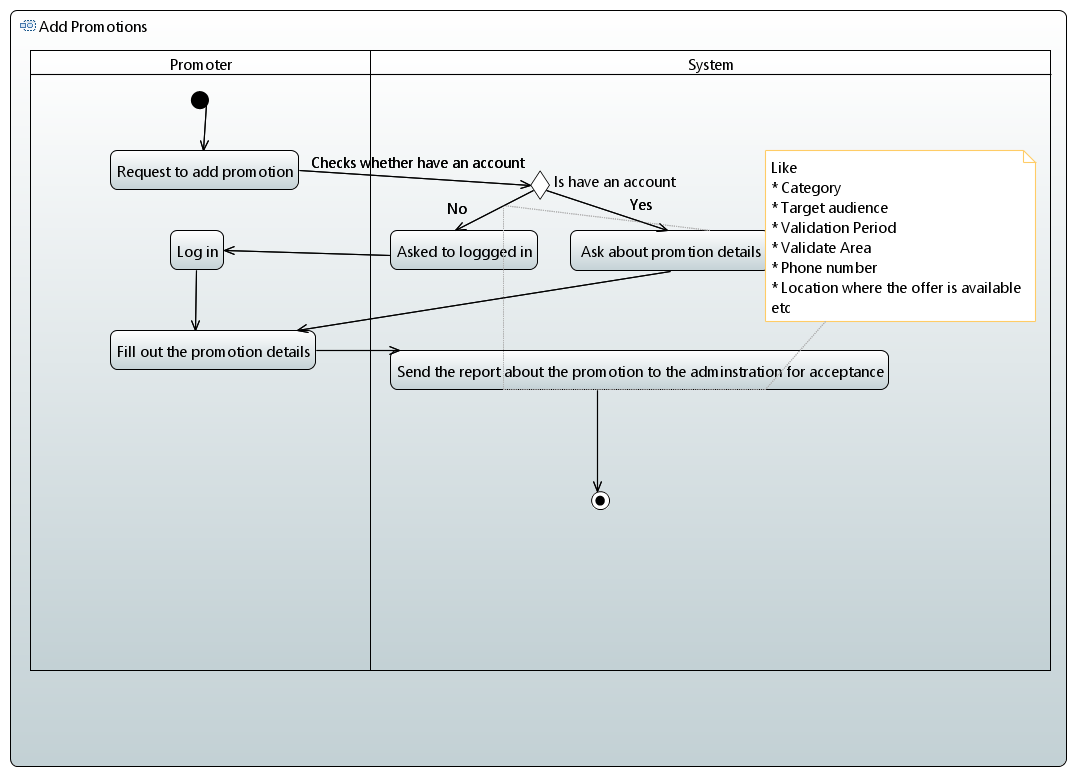 Add Promotions
Promoter
System
Request to add promotion
Checks whether have an account
Is have an account
No
Yes
Log in
Asked to loggged in
Ask about promtion details
Like
* Category
* Target audience
* Validation Period
* Validate Area
* Phone number
* Location where the offer is available
etc
Fill out the promotion details
Send the report about the promotion to the adminstration for acceptance